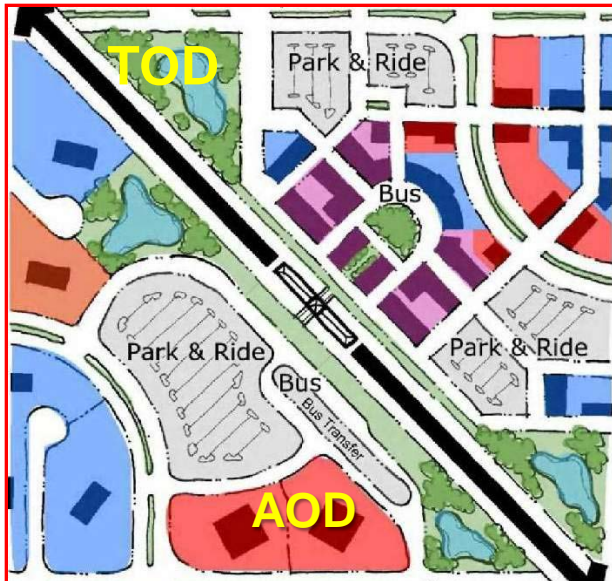 TOD
Park & Ride
Bus
Park & Ride
Park & Ride
Bus
Bus Transfer
AOD